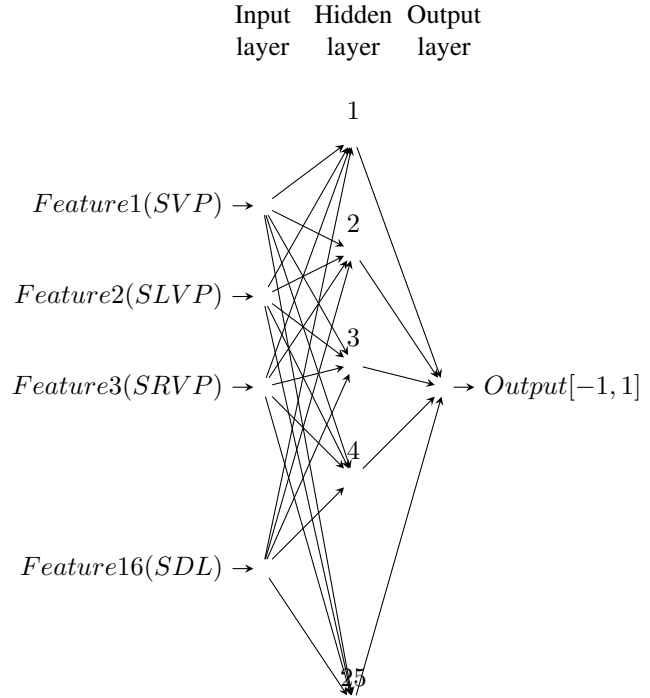 Input Hidden Output
layer layer layer
1
Feature1(SVP)
2
Feature2(SLVP)
3
Feature3(SRVP)
Output[−1, 1]
4
Feature16(SDL)
25